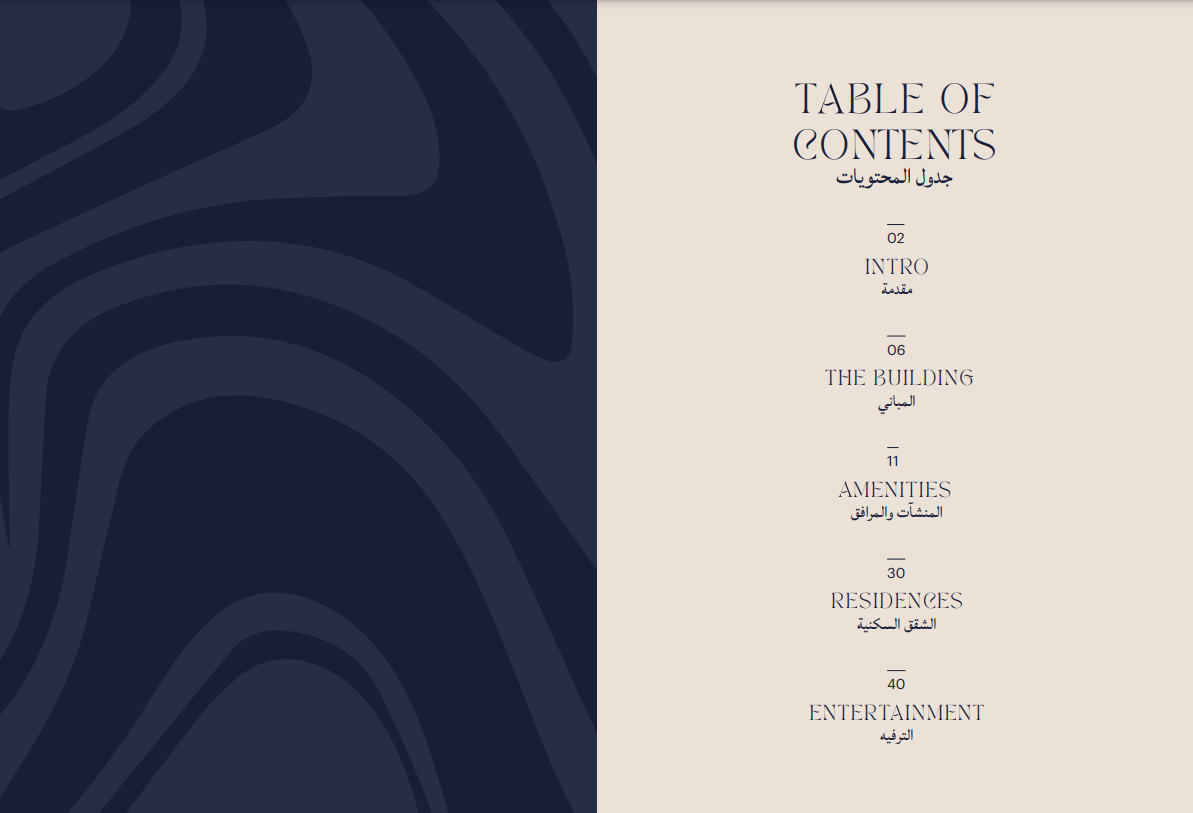 TABLE OF
CONTENTS
جدول المحتويات
02
INTRO
مقدمة
06
THE BUILDING
المباني
11
AMENITIES
المنشآت والمرافق
30
RESIDENCES
الشقق السكنية
40
ENTERTAINMENT
الترفيه